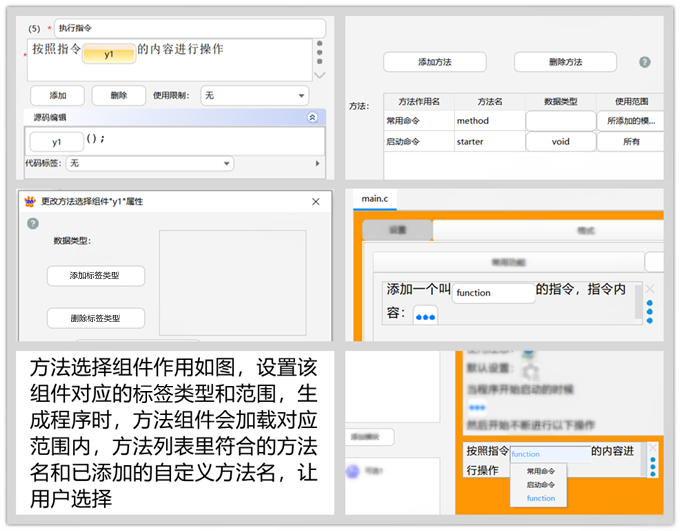 (5) * 执行指令
* 按照指令 y1 的内容进行操作
添加 删除 使用限制： 无
源码编辑
y1 ();
代码标签： 无
添加方法 删除方法 ?
方法：
方法作用名 方法名 数据类型 使用范围
常用命令 method 所添加的模...
启动命令 starter void 所有
更改方法选择组件"y1"属性
?
数据类型：
添加标签类型
删除标签类型
main.c
设置 格式
常用功能
添加一个叫 function 的指令，指令内
容：
方法选择组件作用如图，设置该
组件对应的标签类型和范围，生
成程序时，方法组件会加载对应
范围内，方法列表里符合的方法
名和已添加的自定义方法名，让
用户选择
添加模块
默认设置：
当程序开始启动的时候
然后开始不断进行以下操作
按照指令 function 的内容进
行操作
常用命令
启动命令
function